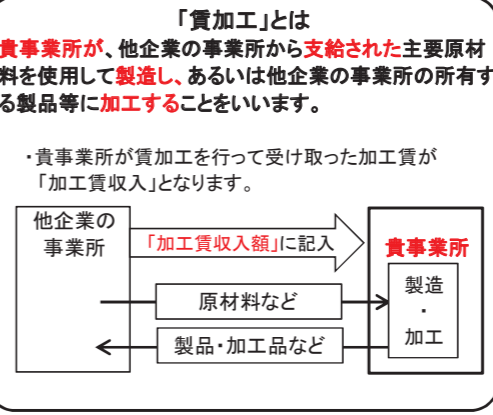 「賃加工」とは
貴事業所が、他企業の事業所から支給された主要原材
料を使用して製造し、あるいは他企業の事業所の所有す
る製品等に加工することをいいます。
・貴事業所が賃加工を行って受け取った加工賃が
「加工賃収入」となります。
他企業の
事業所
「加工賃収入額」に記入
貴事業所
製造
・
加工
原材料など
製品・加工品など